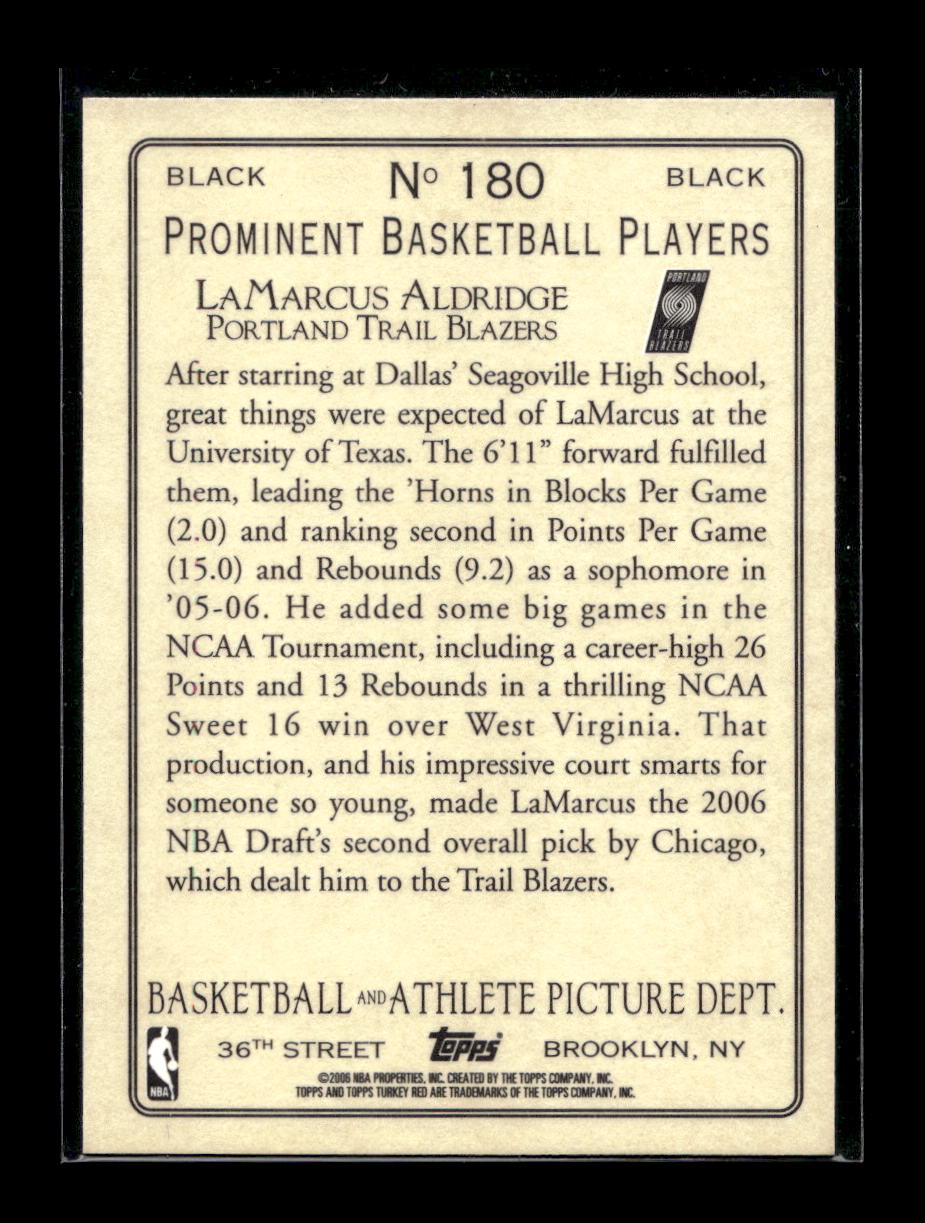 BLACK Nº 180 BLACK
PROMINENT BASKETBALL PLAYERS
LAMARCUS ALDRIDGE
PORTLAND TRAIL BLAZERS
PORTLAND
TRAIL
BLAZERS
After starring at Dallas’ Seagoville High School,
great things were expected of LaMarcus at the
University of Texas. The 6’11” forward fulfilled
them, leading the ’Horns in Blocks Per Game
(2.0) and ranking second in Points Per Game
(15.0) and Rebounds (9.2) as a sophomore in
’05-06. He added some big games in the
NCAA Tournament, including a career-high 26
Points and 13 Rebounds in a thrilling NCAA
Sweet 16 win over West Virginia. That
production, and his impressive court smarts for
someone so young, made LaMarcus the 2006
NBA Draft’s second overall pick by Chicago,
which dealt him to the Trail Blazers.
BASKETBALL AND ATHLETE PICTURE DEPT.
36TH STREET Topps BROOKLYN, NY
NBA
©2006 NBA PROPERTIES, INC. CREATED BY THE TOPPS COMPANY, INC.
TOPPS AND TOPPS TURKEY RED ARE TRADEMARKS OF THE TOPPS COMPANY, INC.